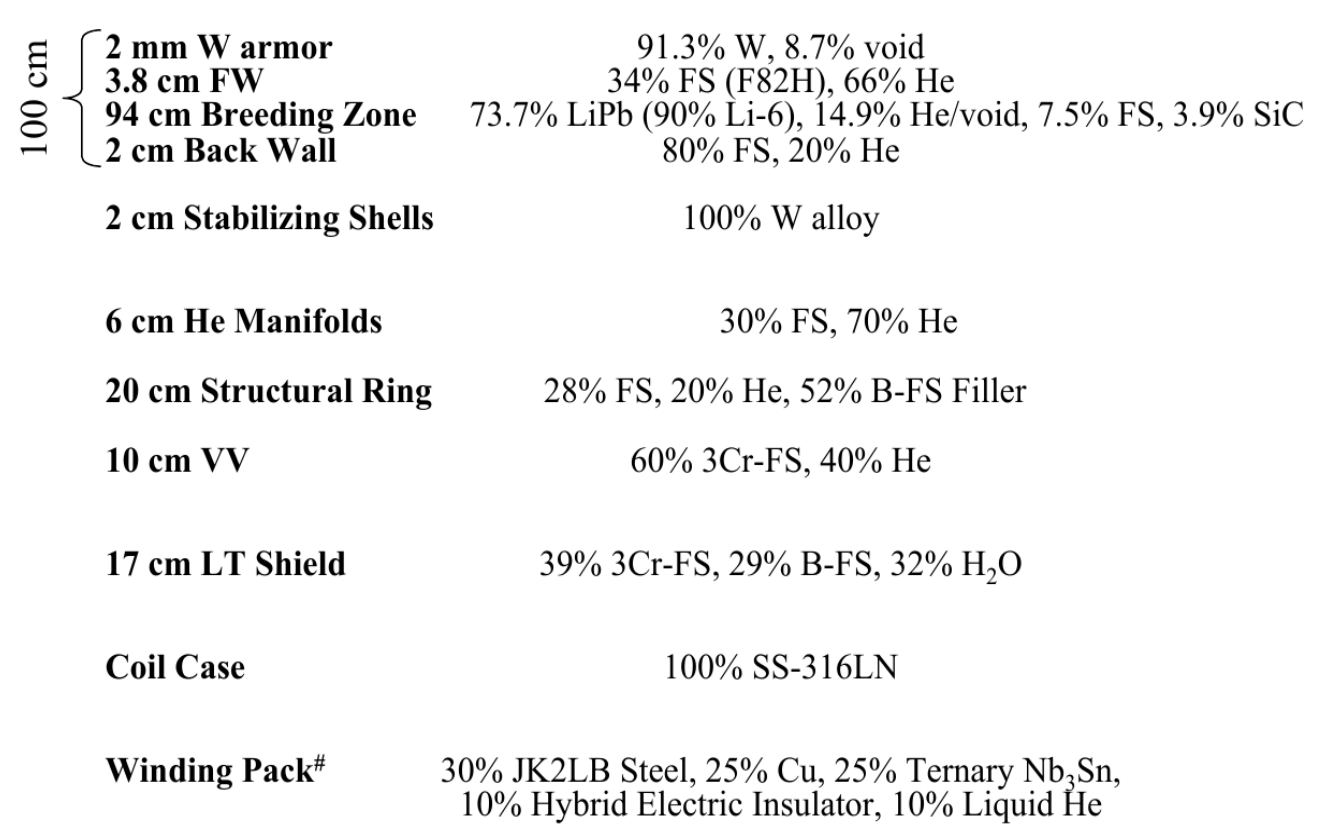 100 cm
2 mm W armor 91.3% W, 8.7% void
3.8 cm FW 34% FS (F82H), 66% He
94 cm Breeding Zone 73.7% LiPb (90% Li-6), 14.9% He/void, 7.5% FS, 3.9% SiC
2 cm Back Wall 80% FS, 20% He
2 cm Stabilizing Shells 100% W alloy
6 cm He Manifolds 30% FS, 70% He
20 cm Structural Ring 28% FS, 20% He, 52% B-FS Filler
10 cm VV 60% 3Cr-FS, 40% He
17 cm LT Shield 39% 3Cr-FS, 29% B-FS, 32% H₂O
Coil Case 100% SS-316LN
Winding Pack# 30% JK2LB Steel, 25% Cu, 25% Ternary Nb₃Sn,
10% Hybrid Electric Insulator, 10% Liquid He